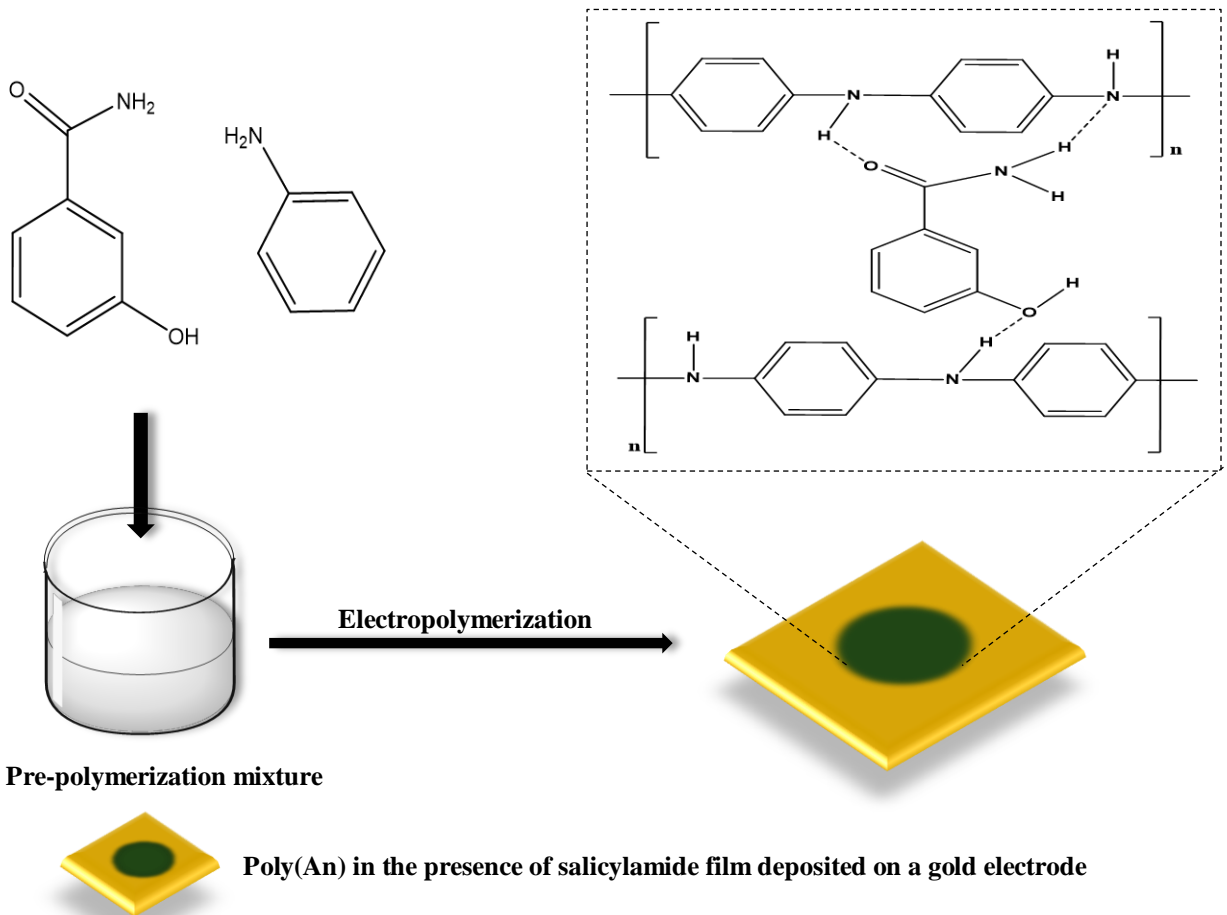 O
NH2
H2N
OH
H
N
N
H
n
O
H
N
H
H
O
H
H
N
N
n
Electropolymerization
Pre-polymerization mixture
Poly(An) in the presence of salicylamide film deposited on a gold electrode